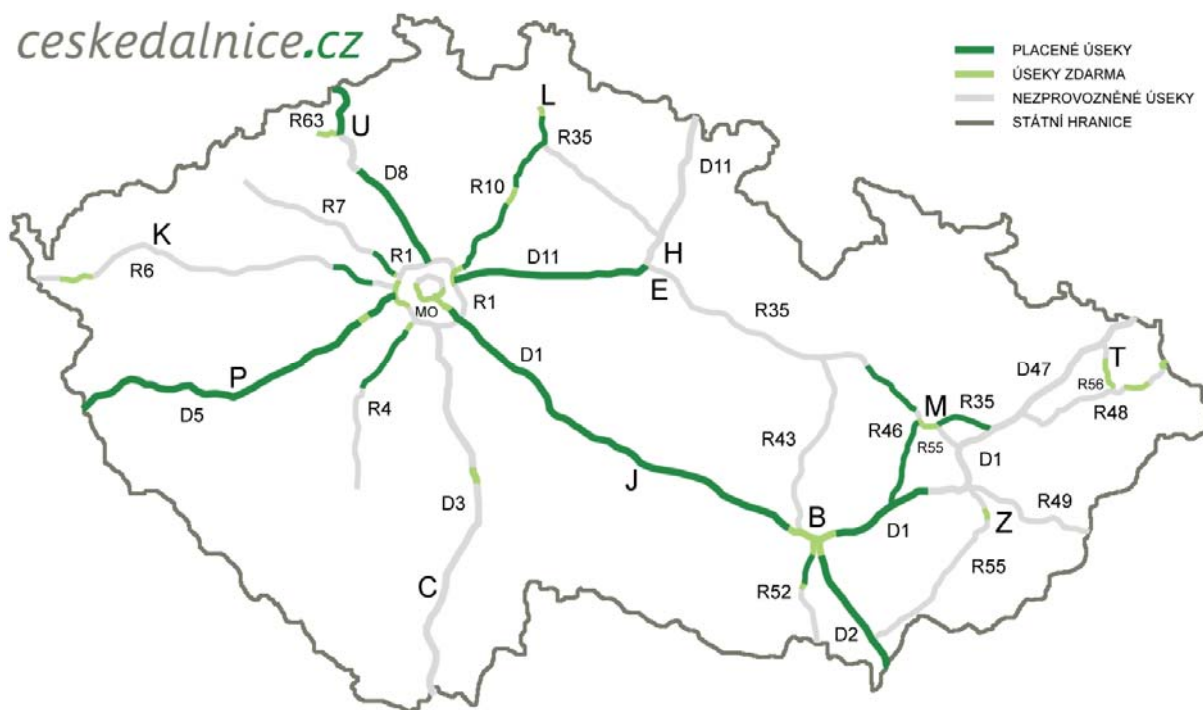 ceskedalnice.cz
PLACENÉ ÚSEKY
ÚSEKY ZDARMA
NEZPROVOZNĚNÉ ÚSEKY
STÁTNÍ HRANICE
L
R63
U
R35
D11
D8
R10
R7
K
R1
H
R6
D11
E
R1
MO
R35
D1
P
D47
T
D5
R4
R56
M
R35
R48
R43
R46
R55
D1
J
D3
R49
B
Z
D1
R55
C
R52
D2